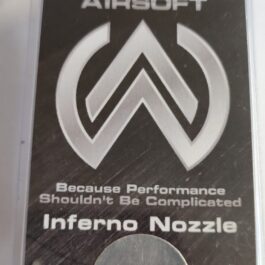 AIRSOFT
Because Performance
Shouldn't Be Complicated
Inferno Nozzle